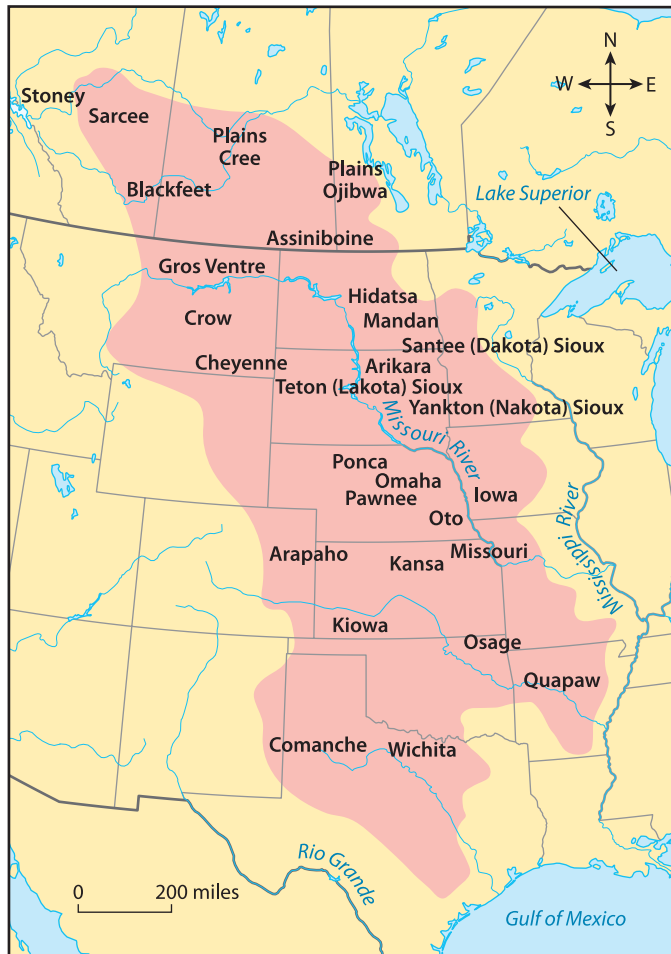 N
W E
S
Stoney
Sarcee
Plains
Cree
Plains
Ojibwa
Blackfeet
Lake Superior
Assiniboine
Gros Ventre
Hidatsa
Crow
Mandan
Santee (Dakota) Sioux
Cheyenne
Arikara
Teton (Lakota) Sioux
Yankton (Nakota) Sioux
Missouri River
Ponca
Omaha
Pawnee
Iowa
Oto
Mississippi River
Arapaho
Kansa
Missouri
Kiowa
Osage
Quapaw
Comanche
Wichita
Rio Grande
0 200 miles
Gulf of Mexico